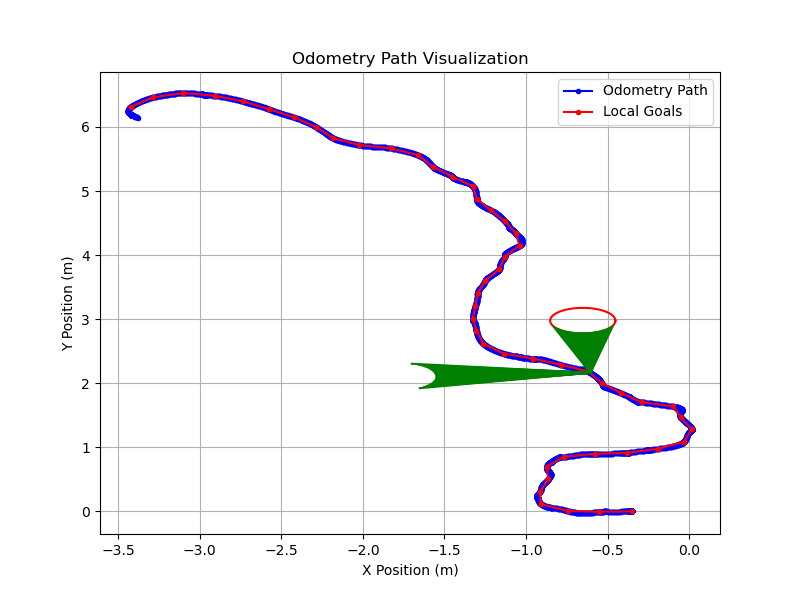 Odometry Path Visualization
Odometry Path
Local Goals
Y Position (m)
6
5
4
3
2
1
0
−3.5 −3.0 −2.5 −2.0 −1.5 −1.0 −0.5 0.0
X Position (m)